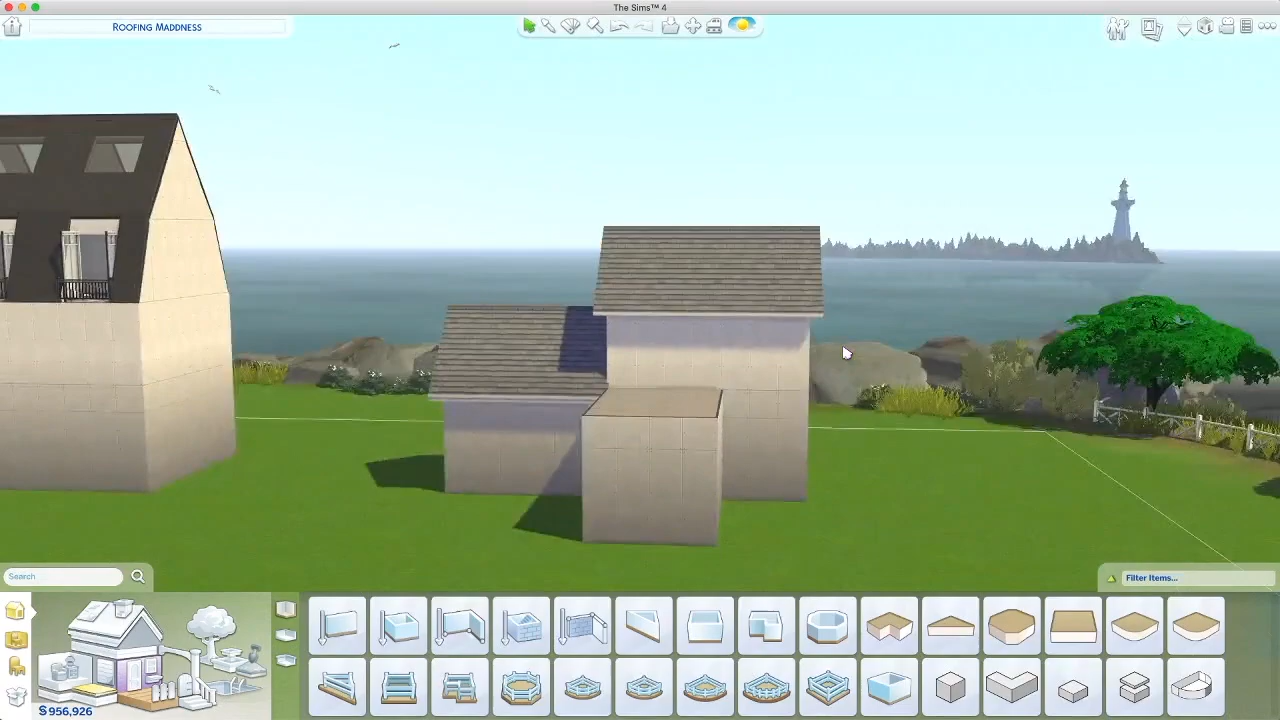 The Sims™ 4
ROOFING MADDNESS
Search
Filter Items...
§956,926